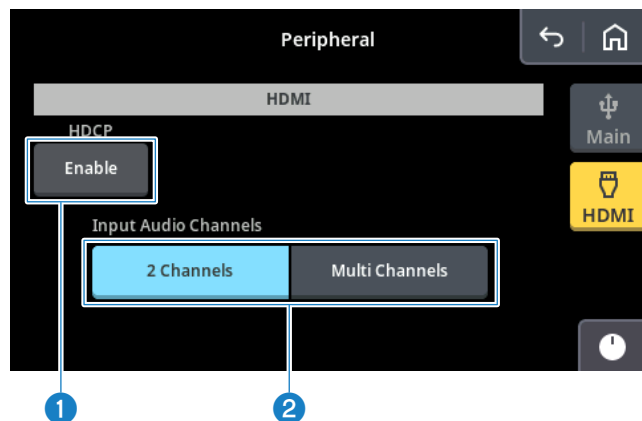 Peripheral
HDMI
Main
HDCP
Enable
HDMI
Input Audio Channels
2 Channels
Multi Channels
1
2